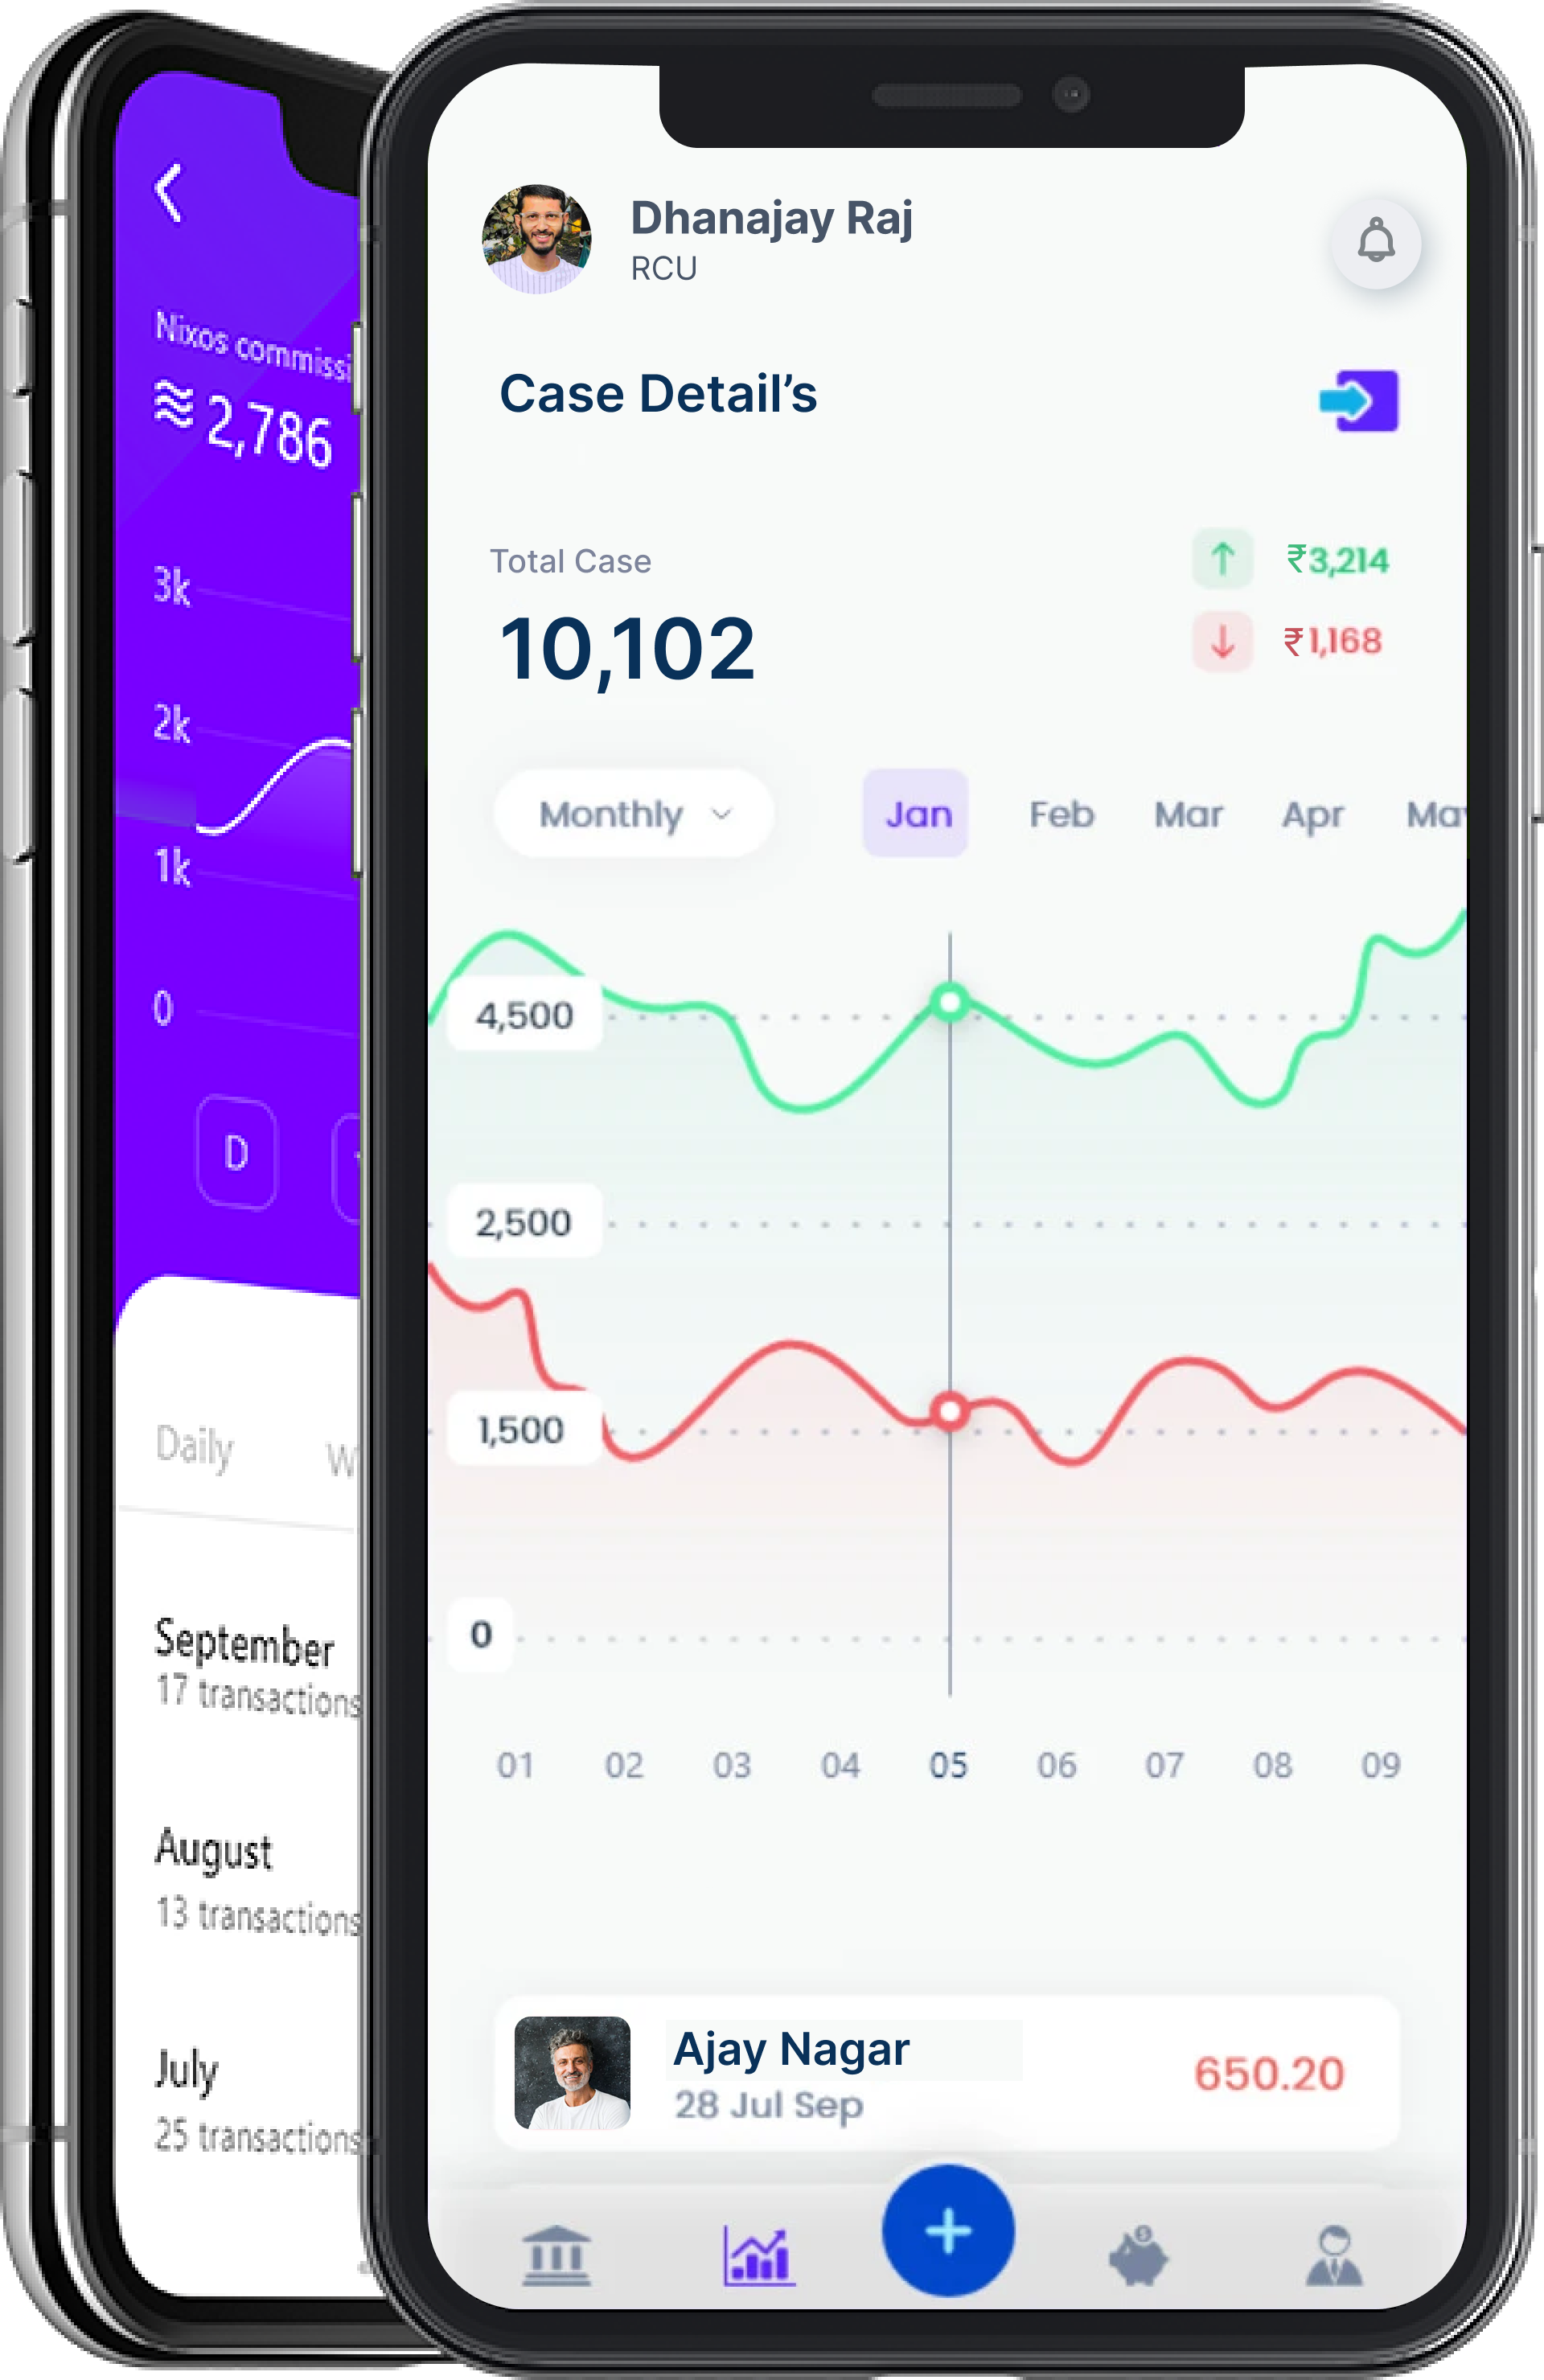 Nixos commissi
2,786
3k
2k
1k
0
D
Daily W
September
17 transactions
August
13 transactions
July
25 transactions
Dhanajay Raj
RCU
Case Detail’s
Total Case
10,102
₹3,214
₹1,168
Monthly
Jan Feb Mar Apr May
4,500
2,500
1,500
0
01 02 03 04 05 06 07 08 09
Ajay Nagar
28 Jul Sep
650.20